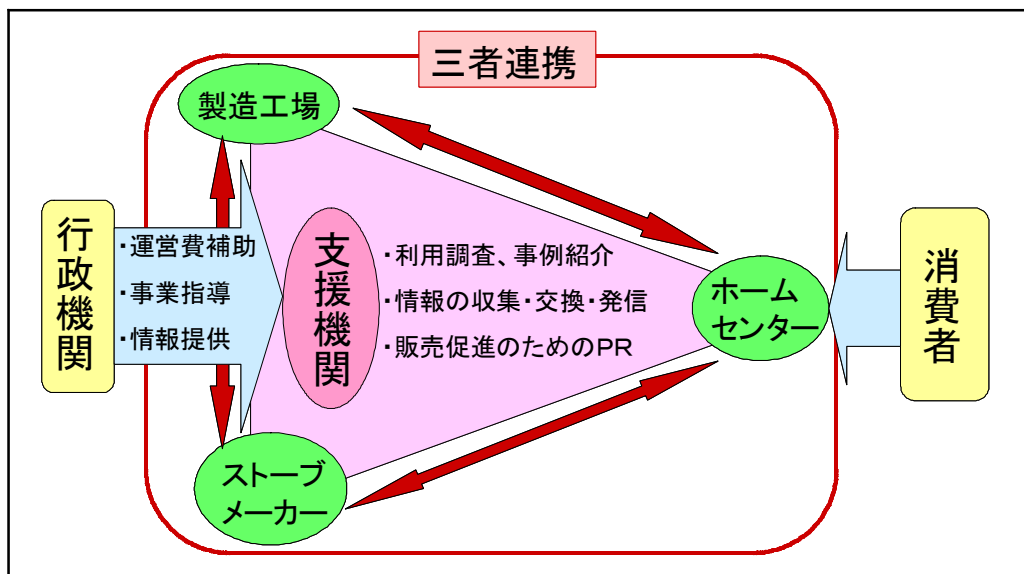 三者連携
製造工場
行政機関
・運営費補助
・事業指導
・情報提供
支援機関
・利用調査、事例紹介
・情報の収集・交換・発信
・販売促進のためのPR
ホーム
センター
消費者
ストーブ
メーカー